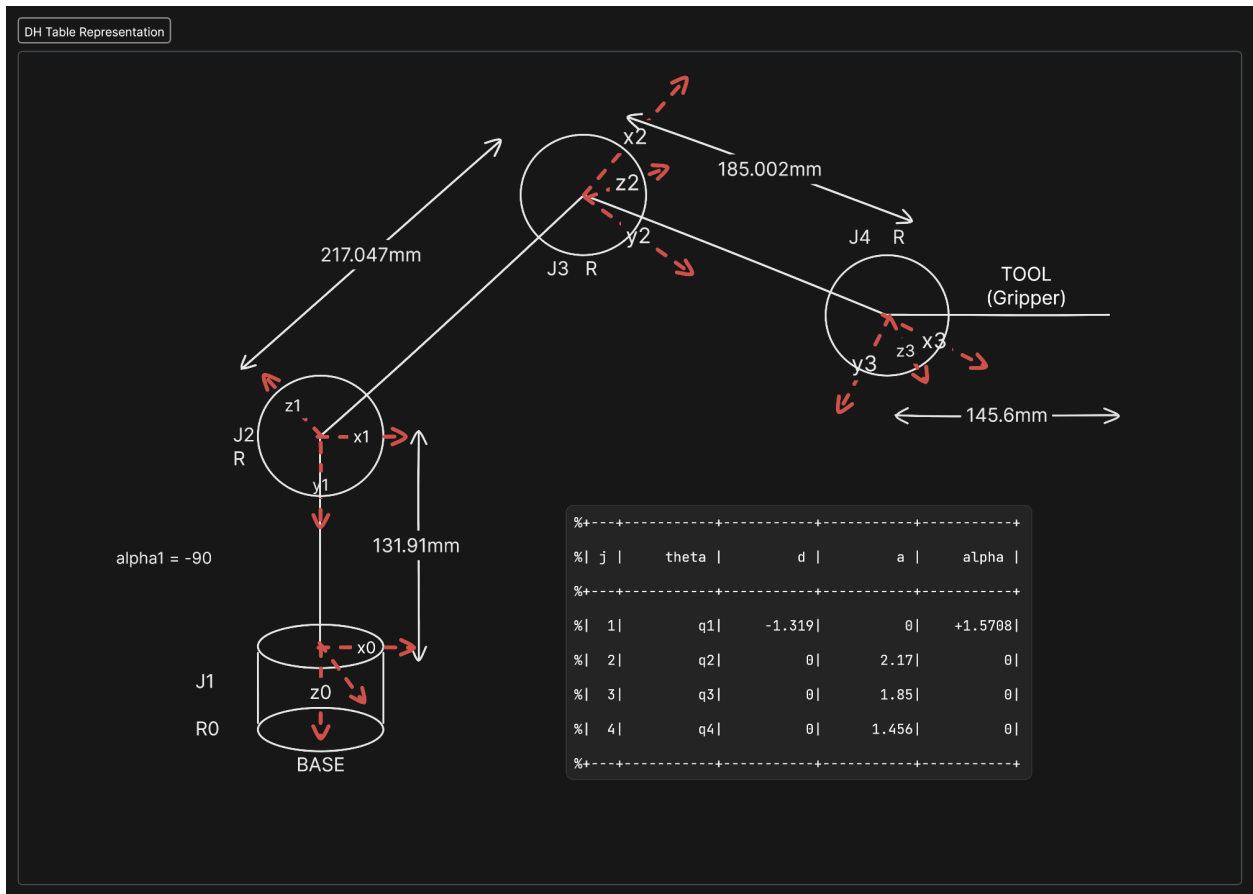 DH Table Representation
x2
185.002mm
z2
217.047mm
y2
J4 R
J3 R
TOOL
(Gripper)
x3
z3
y3
z1
145.6mm
J2
x1
R
y1
131.91mm
alpha1 = -90
x0
J1
z0
R0
BASE
%+---+-----------+-----------+-----------+-----------+
%| j | theta | d | a | alpha |
%+---+-----------+-----------+-----------+-----------+
%| 1| q1| -1.319| 0| +1.5708|
%| 2| q2| 0| 2.17| 0|
%| 3| q3| 0| 1.85| 0|
%| 4| q4| 0| 1.456| 0|
%+---+-----------+-----------+-----------+-----------+